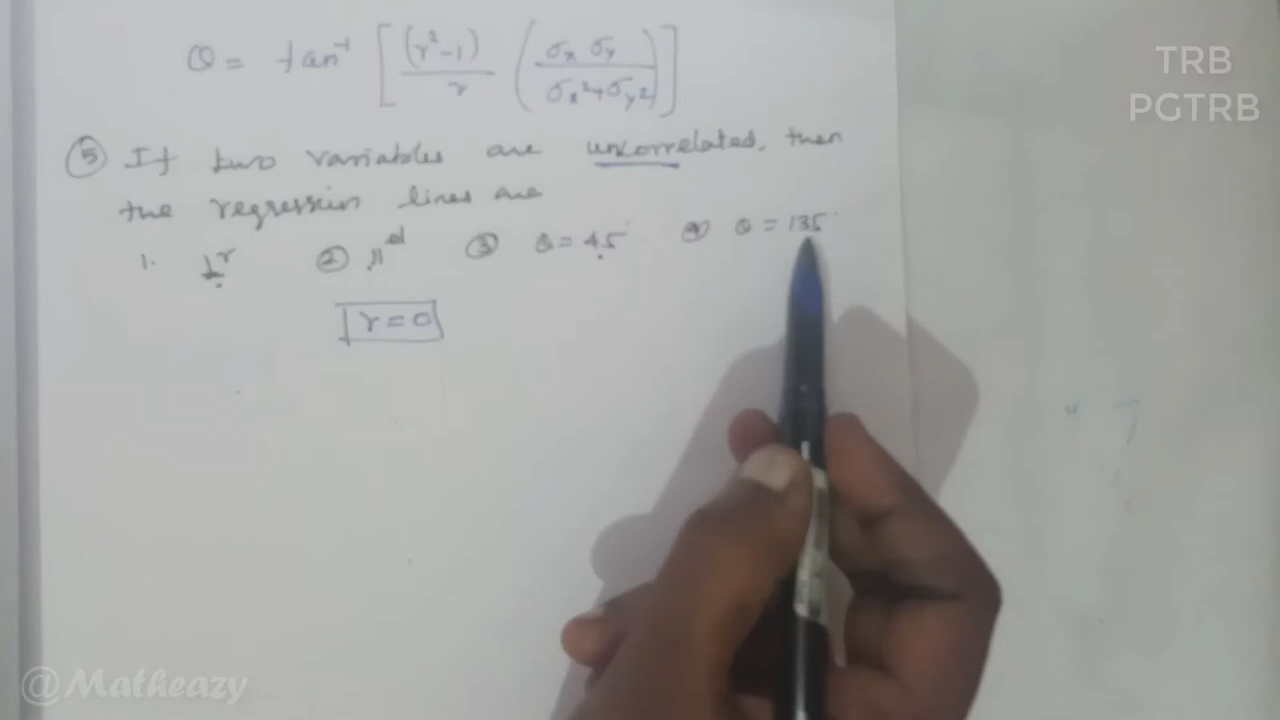 θ = tan⁻¹ [ (r²-1)/r ( σx σy / σx²+σy² ) ]
TRB
PGTRB
⑤ If two variables are uncorrelated, then
the regression lines are
1. ⊥r ② ||el ③ θ = 45 ④ θ = 135
r = 0
@Matheazy